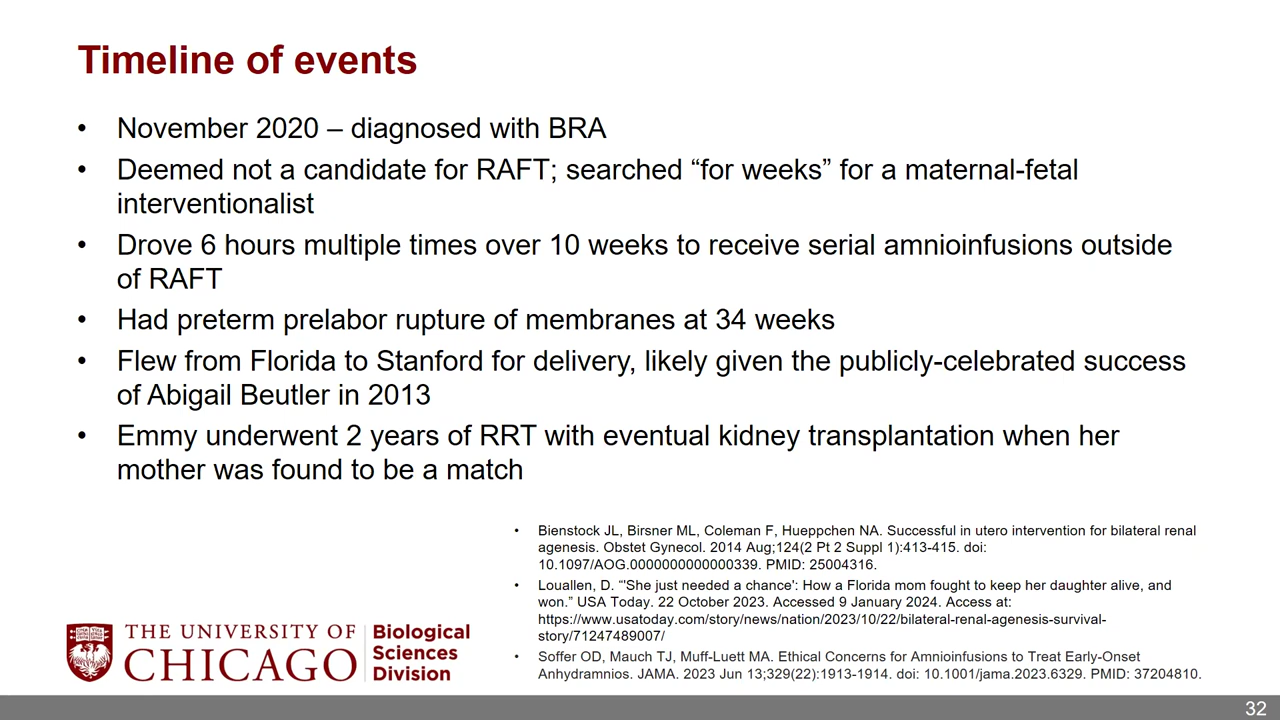 Timeline of events
• November 2020 – diagnosed with BRA
• Deemed not a candidate for RAFT; searched “for weeks” for a maternal-fetal
interventionalist
• Drove 6 hours multiple times over 10 weeks to receive serial amnioinfusions outside
of RAFT
• Had preterm prelabor rupture of membranes at 34 weeks
• Flew from Florida to Stanford for delivery, likely given the publicly-celebrated success
of Abigail Beutler in 2013
• Emmy underwent 2 years of RRT with eventual kidney transplantation when her
mother was found to be a match
• Bienstock JL, Birsner ML, Coleman F, Hueppchen NA. Successful in utero intervention for bilateral renal
agenesis. Obstet Gynecol. 2014 Aug;124(2 Pt 2 Suppl 1):413-415. doi:
10.1097/AOG.0000000000000339. PMID: 25004316.
• Louallen, D. “'She just needed a chance': How a Florida mom fought to keep her daughter alive, and
won.” USA Today. 22 October 2023. Accessed 9 January 2024. Access at:
https://www.usatoday.com/story/news/nation/2023/10/22/bilateral-renal-agenesis-survival-
story/71247489007/
• Soffer OD, Mauch TJ, Muff-Luett MA. Ethical Concerns for Amnioinfusions to Treat Early-Onset
Anhydramnios. JAMA. 2023 Jun 13;329(22):1913-1914. doi: 10.1001/jama.2023.6329. PMID: 37204810.
THE UNIVERSITY OF
CHICAGO
Biological
Sciences
Division
32